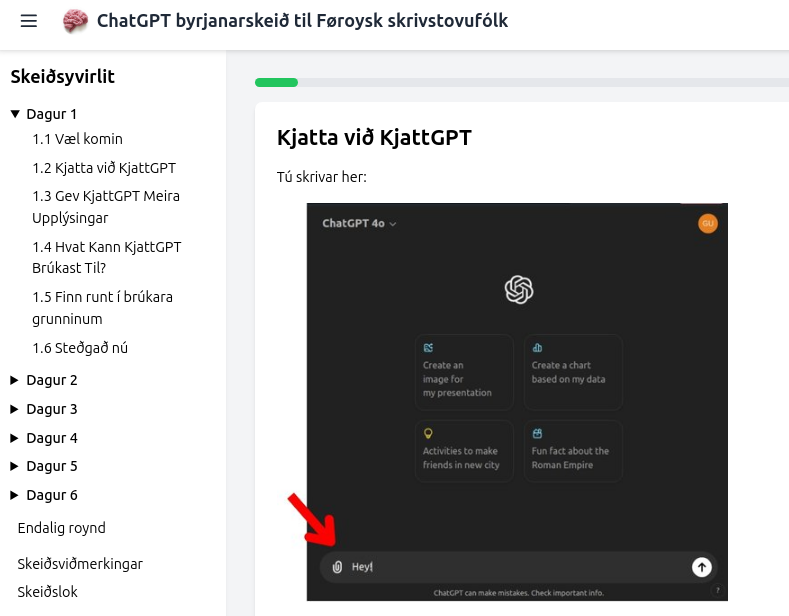 ChatGPT byrjanarskeið til Føroysk skrivstovufólk
Skeiðsyvirlit
Dagur 1
1.1 Væl komin
1.2 Kjatta við KjattGPT
1.3 Gev KjattGPT Meira
Upplýsingar
1.4 Hvat Kann KjattGPT
Brúkast Til?
1.5 Finn runt í brúkara
grunninum
1.6 Steðgað nú
Dagur 2
Dagur 3
Dagur 4
Dagur 5
Dagur 6
Endalig roynd
Skeiðsviðmerkingar
Skeiðslok
Kjatta við KjattGPT
Tú skrivar her:
ChatGPT 4o
GU
Create an
image for
my presentation
Create a chart
based on my data
Activities to make
friends in new city
Fun fact about the
Roman Empire
Hey!
ChatGPT can make mistakes. Check important info.
?